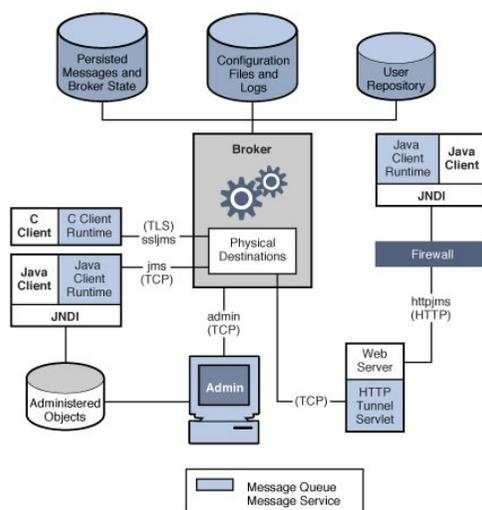 Persisted
Messages and
Broker State
Configuration
Files and
Logs
User
Repository
Broker
Physical
Destinations
Java
Client
Runtime
Java
Client
JNDI
C
Client
C Client
Runtime
(TLS)
ssljms
Java
Client
Java
Client
Runtime
jms
(TCP)
JNDI
Firewall
httpjms
(HTTP)
admin
(TCP)
Web
Server
HTTP
Tunnel
Servlet
(TCP)
Admin
Administered
Objects
Message Queue
Message Service